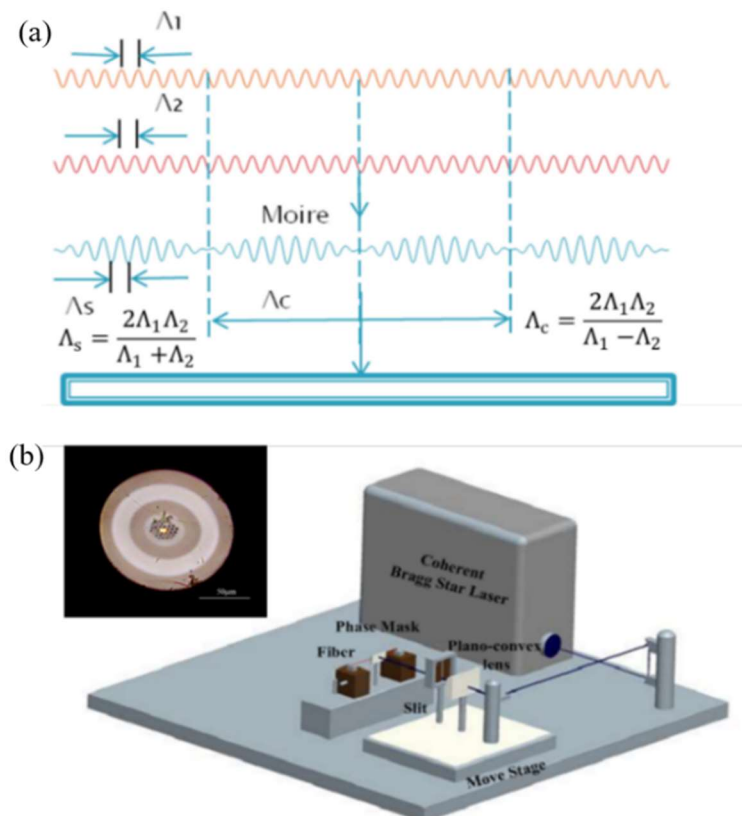 (a)
Λ1
Λ2
Moire
Λs
Λc
Λₛ = 2Λ₁Λ₂ / Λ₁ +Λ₂
Λ꜀ = 2Λ₁Λ₂ / Λ₁ −Λ₂
(b)
50μm
Coherent
Bragg Star Laser
Phase Mask
Plano-convex
lens
Fiber
Slit
Move Stage